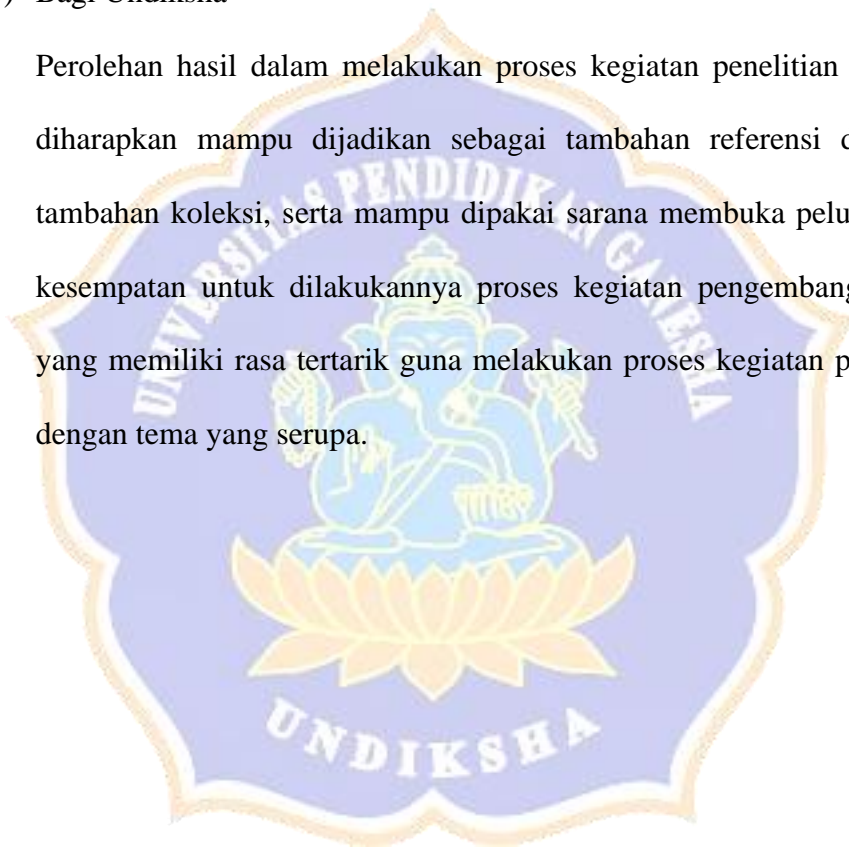 ) Bagi Undiksha
Perolehan hasil dalam melakukan proses kegiatan penelitian
diharapkan mampu dijadikan sebagai tambahan referensi
tambahan koleksi, serta mampu dipakai sarana membuka
kesempatan untuk dilakukannya proses kegiatan
yang memiliki rasa tertarik guna melakukan proses kegiatan
dengan tema yang serupa.
UNIVERSITAS PENDIDIKAN GANESHA
UNDIKSHA